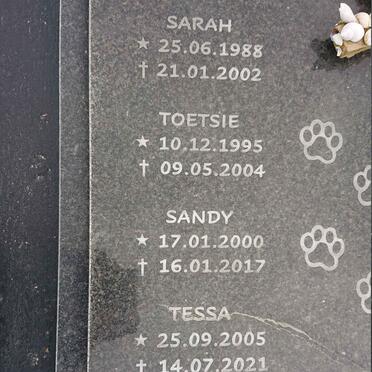 SARAH
★ 25.06.1988
† 21.01.2002
TOETSIE
★ 10.12.1995
† 09.05.2004
SANDY
★ 17.01.2000
† 16.01.2017
TESSA
★ 25.09.2005
† 14.07.2021